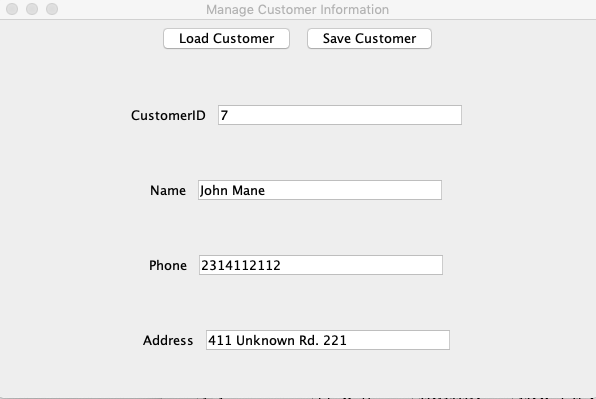 Manage Customer Information
Load Customer Save Customer
CustomerID 7
Name John Mane
Phone 2314112112
Address 411 Unknown Rd. 221